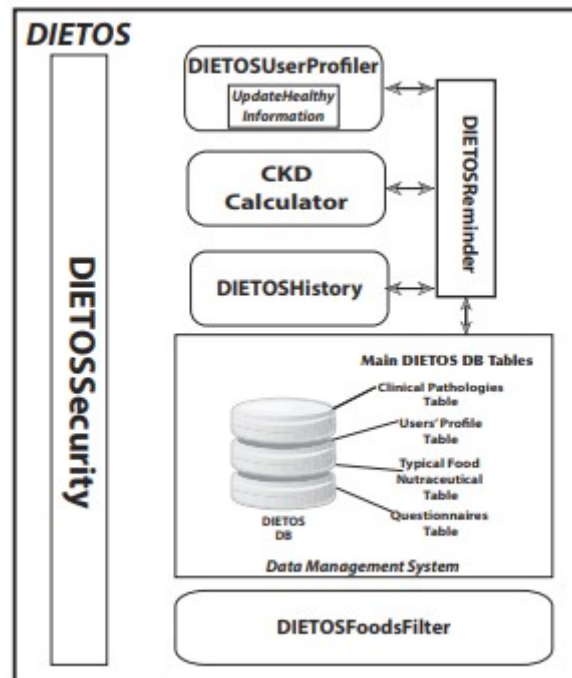 DIETOS
DIETOSUserProfiler
UpdateHealthy
Information
CKD
Calculator
DIETOSHistory
DIETOSReminder
DIETOSSecurity
Main DIETOS DB Tables
Clinical Pathologies
Table
Users' Profile
Table
Typical Food
Nutraceutical
Table
Questionnaires
Table
DIETOS
DB
Data Management System
DIETOSFoodsFilter